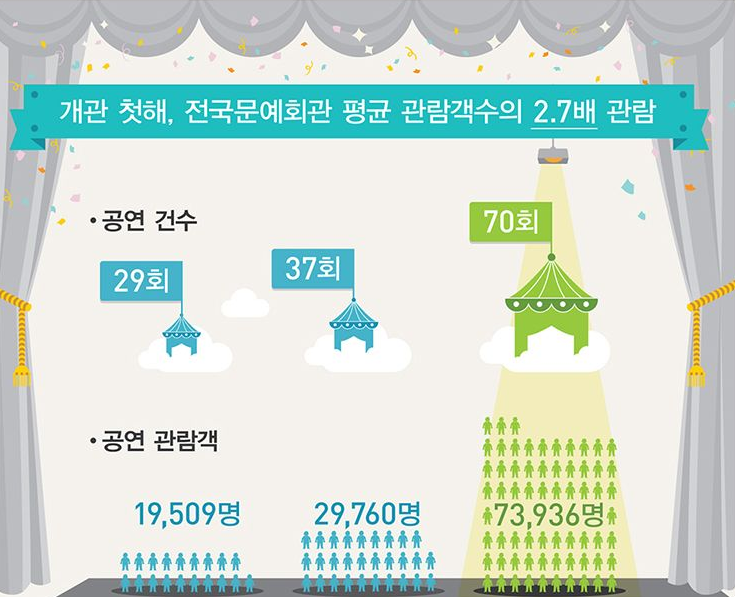 개관 첫해, 전국문예회관 평균 관람객수의 2.7배 관람
• 공연 건수
29회
37회
70회
• 공연 관람객
19,509명
29,760명
73,936명